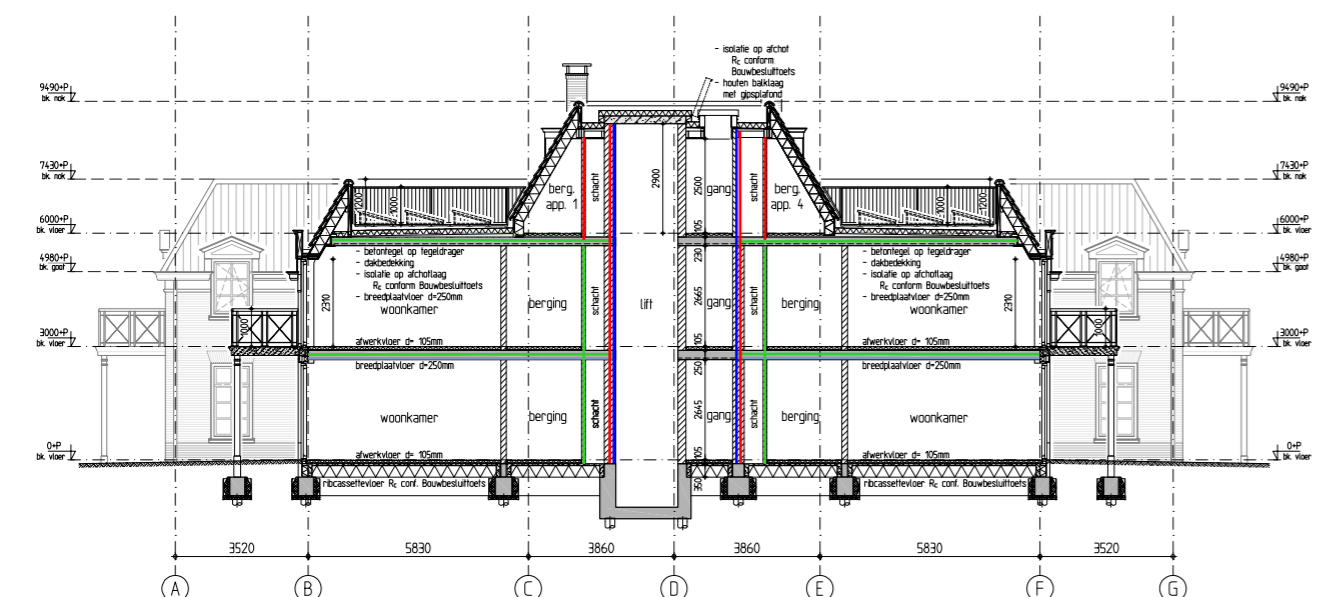 - isolatie op afchot
Rc conform
Bouwbesluittoets
- houten balklaag
met gipsplafond
9490+P
bk. nok
9490+P
bk. nok
7430+P
bk. nok
7430+P
bk. nok
2900
2500
gang
schacht
schacht
berg.
app. 1
berg.
app. 4
1200
1000
1000
1200
6000+P
bk. vloer
6000+P
bk. vloer
105
230
- betontegel op tegeldrager
- dakbedekking
- isolatie op afchotlaag
Rc conform Bouwbesluittoets
- breedplaatvloer d=250mm
- betontegel op tegeldrager
- dakbedekking
- isolatie op afchotlaag
Rc conform Bouwbesluittoets
- breedplaatvloer d=250mm
4980+P
bk. goot
4980+P
bk. goot
2310
woonkamer
berging
schacht
lift
2665
gang
schacht
berging
woonkamer
2310
1000
1000
3000+P
bk. vloer
afwerkvloer d= 105mm
105
afwerkvloer d= 105mm
3000+P
bk. vloer
breedplaatvloer d=250mm
250
breedplaatvloer d=250mm
woonkamer
berging
schacht
2645
gang
schacht
berging
woonkamer
0+P
bk. vloer
afwerkvloer d= 105mm
105
afwerkvloer d= 105mm
0+P
bk. vloer
ribcassettevloer Rc conf. Bouwbesluittoets
350
ribcassettevloer Rc conf. Bouwbesluittoets
3520
5830
3860
3860
5830
3520
A
B
C
D
E
F
G